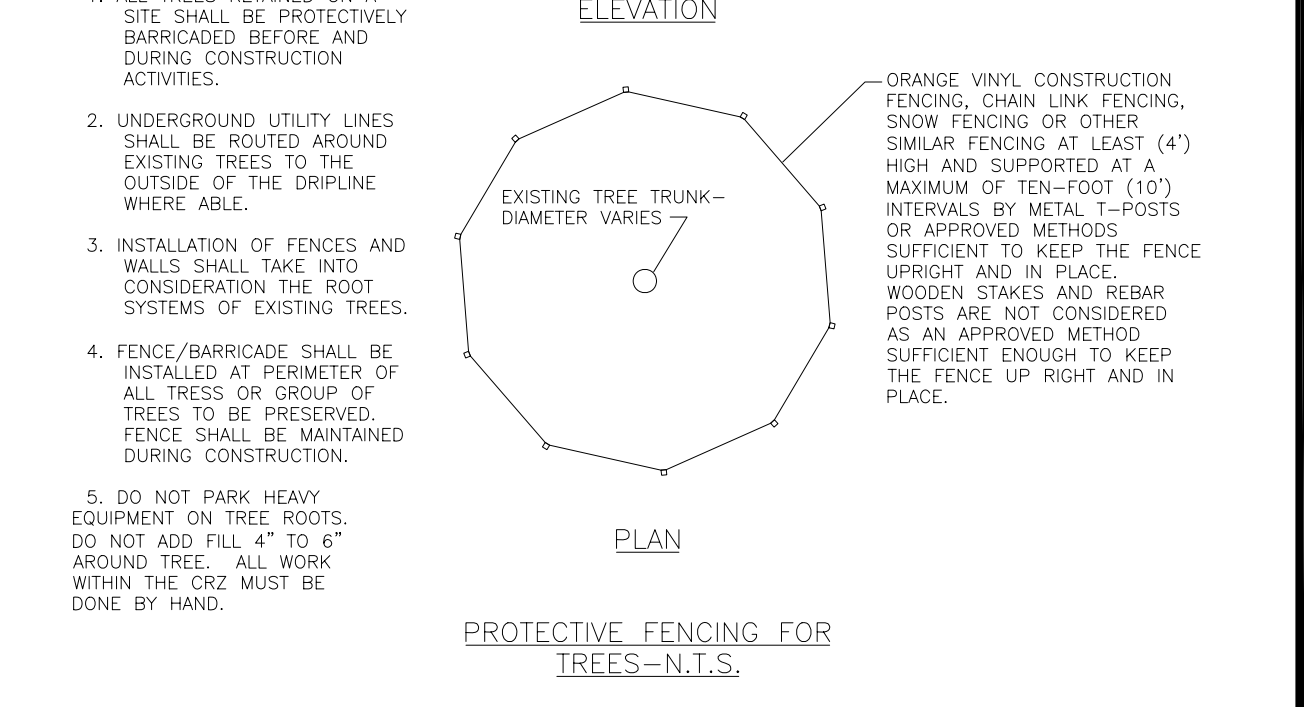 1. ALL TREES RETAINED ON A
SITE SHALL BE PROTECTIVELY
BARRICADED BEFORE AND
DURING CONSTRUCTION
ACTIVITIES.
2. UNDERGROUND UTILITY LINES
SHALL BE ROUTED AROUND
EXISTING TREES TO THE
OUTSIDE OF THE DRIPLINE
WHERE ABLE.
3. INSTALLATION OF FENCES AND
WALLS SHALL TAKE INTO
CONSIDERATION THE ROOT
SYSTEMS OF EXISTING TREES.
4. FENCE/BARRICADE SHALL BE
INSTALLED AT PERIMETER OF
ALL TRESS OR GROUP OF
TREES TO BE PRESERVED.
FENCE SHALL BE MAINTAINED
DURING CONSTRUCTION.
5. DO NOT PARK HEAVY
EQUIPMENT ON TREE ROOTS.
DO NOT ADD FILL 4" TO 6"
AROUND TREE.  ALL WORK
WITHIN THE CRZ MUST BE
DONE BY HAND.
ELEVATION
EXISTING TREE TRUNK–
DIAMETER VARIES
ORANGE VINYL CONSTRUCTION
FENCING, CHAIN LINK FENCING,
SNOW FENCING OR OTHER
SIMILAR FENCING AT LEAST (4')
HIGH AND SUPPORTED AT A
MAXIMUM OF TEN–FOOT (10')
INTERVALS BY METAL T–POSTS
OR APPROVED METHODS
SUFFICIENT TO KEEP THE FENCE
UPRIGHT AND IN PLACE.
WOODEN STAKES AND REBAR
POSTS ARE NOT CONSIDERED
AS AN APPROVED METHOD
SUFFICIENT ENOUGH TO KEEP
THE FENCE UP RIGHT AND IN
PLACE.
PLAN
PROTECTIVE FENCING FOR
TREES–N.T.S.